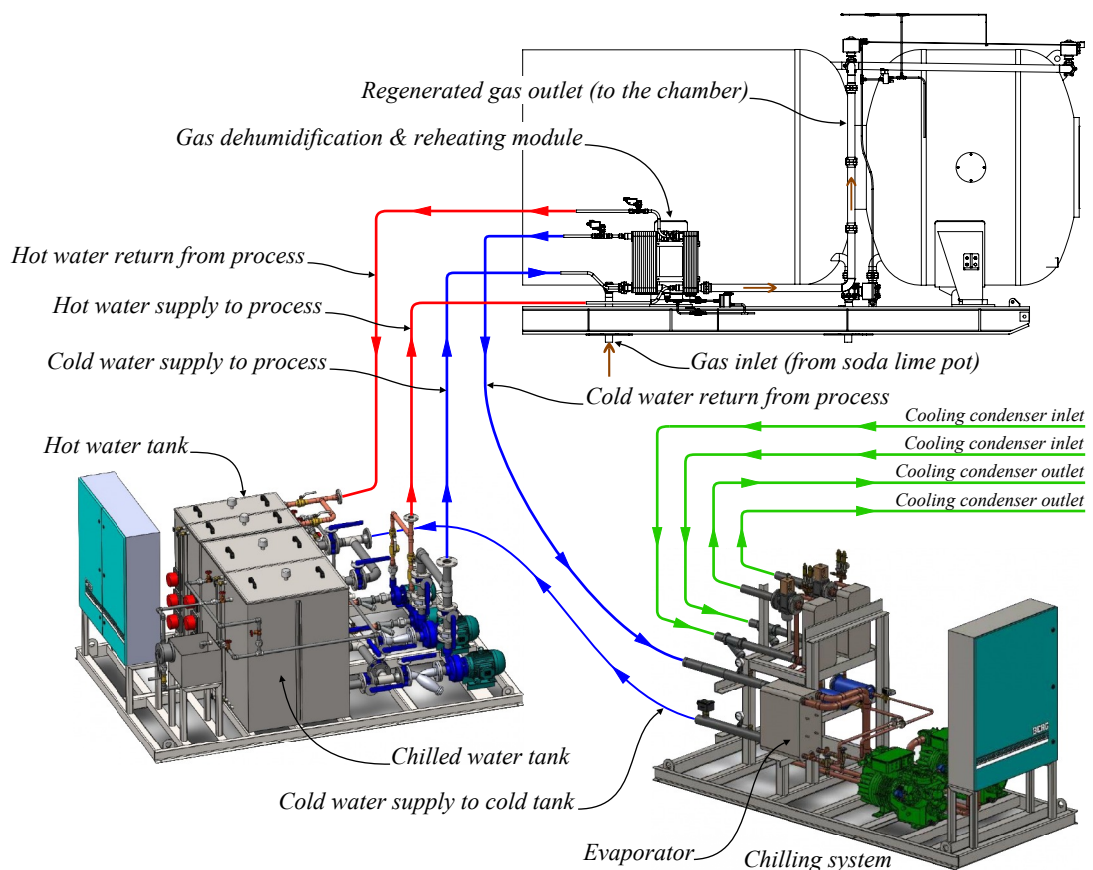 Regenerated gas outlet (to the chamber)
Gas dehumidification & reheating module
Hot water return from process
Hot water supply to process
Cold water supply to process
Gas inlet (from soda lime pot)
Cold water return from process
Cooling condenser inlet
Cooling condenser inlet
Cooling condenser outlet
Cooling condenser outlet
Hot water tank
Chilled water tank
Cold water supply to cold tank
Evaporator
Chilling system
BERG